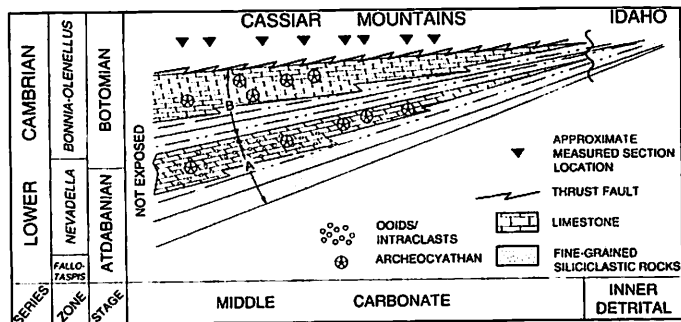 CASSIAR MOUNTAINS
IDAHO
LOWER CAMBRIAN
BONNIA-OLENELLUS
NEVADELLA
FALLO-
TASPIS
BOTOMIAN
ATDABANIAN
NOT EXPOSED
B
A
APPROXIMATE
MEASURED SECTION
LOCATION
THRUST FAULT
OOIDS/
INTRACLASTS
LIMESTONE
ARCHEOCYATHAN
FINE-GRAINED
SILICICLASTIC ROCKS
SERIES
ZONE
STAGE
MIDDLE CARBONATE
INNER
DETRITAL